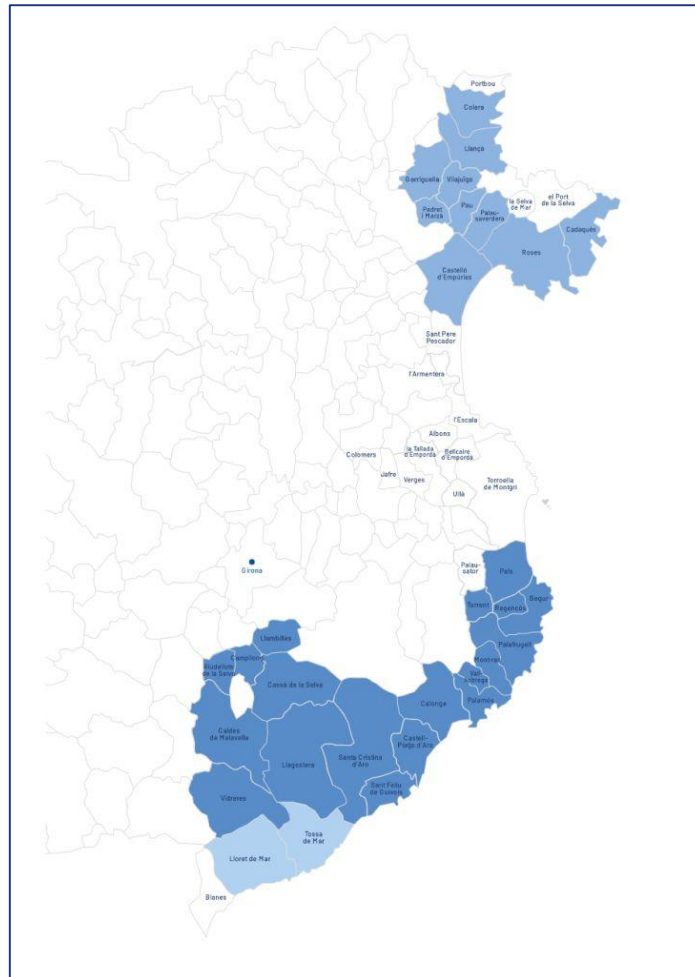 Portbou
Colera
Llançà
Garriguella
Vilajuïga
la Selva
de Mar
el Port
de la Selva
Pedret
i Marzà
Pau
Palau-
saverdera
Cadaqués
Roses
Castelló
d'Empúries
Sant Pere
Pescador
l'Armentera
l'Escala
Albons
Colomers
la Tallada
d'Empordà
Bellcaire
d'Empordà
Jafre
Verges
Torroella
de Montgrí
Ullà
Palau-
sator
Pals
Girona
Torrent
Regencós
Begur
Llambilles
Palafrugell
Campllong
Mont-ras
Riudellots
de la Selva
Vall-
llobrega
Cassà de la Selva
Calonge
Palamós
Caldes
de Malavella
Castell-
Platja d'Aro
Santa Cristina
d'Aro
Llagostera
Sant Feliu
de Guíxols
Vidreres
Tossa
de Mar
Lloret de Mar
Blanes